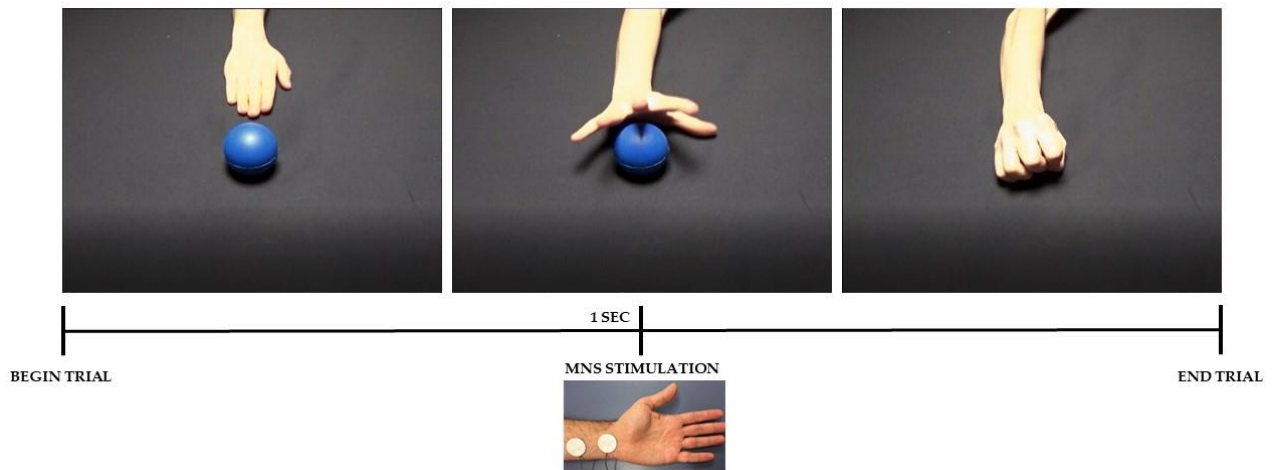 1 SEC
BEGIN TRIAL
MNS STIMULATION
END TRIAL